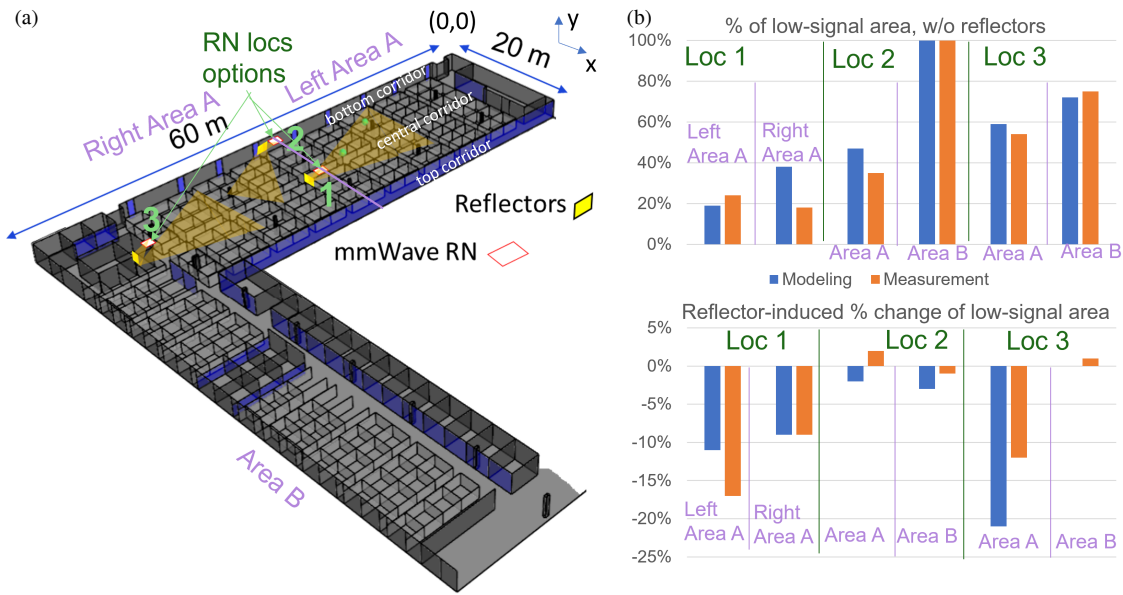 (a)
(0,0)
y
x
20 m
RN locs
options
Left Area A
Right Area A
60 m
bottom corridor
central corridor
top corridor
2
1
3
Reflectors
mmWave RN
Area B
(b)
% of low-signal area, w/o reflectors
100%
80%
60%
40%
20%
0%
Loc 1
Loc 2
Loc 3
Left
Area A
Right
Area A
Area A
Area B
Area A
Area B
Modeling
Measurement
Reflector-induced % change of low-signal area
5%
0%
-5%
-10%
-15%
-20%
-25%
Loc 1
Loc 2
Loc 3
Left
Area A
Right
Area A
Area A
Area B
Area A
Area B